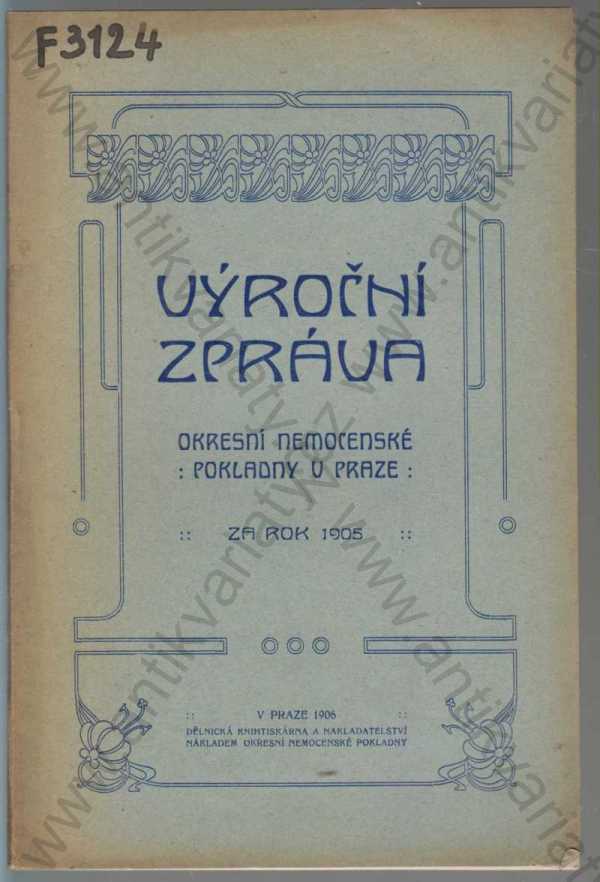 F3124
VÝROČNÍ
ZPRÁVA
OKRESNÍ NEMOCENSKÉ
: POKLADNY V PRAZE :
:: ZA ROK 1905 ::
:: V PRAZE 1906 ::
DĚLNICKÁ KNIHTISKÁRNA A NAKLADATELSTVÍ
NÁKLADEM OKRESNÍ NEMOCENSKÉ POKLADNY
www.antikvariaty.cz www.antikvariaty.cz
www.antikvariaty.cz